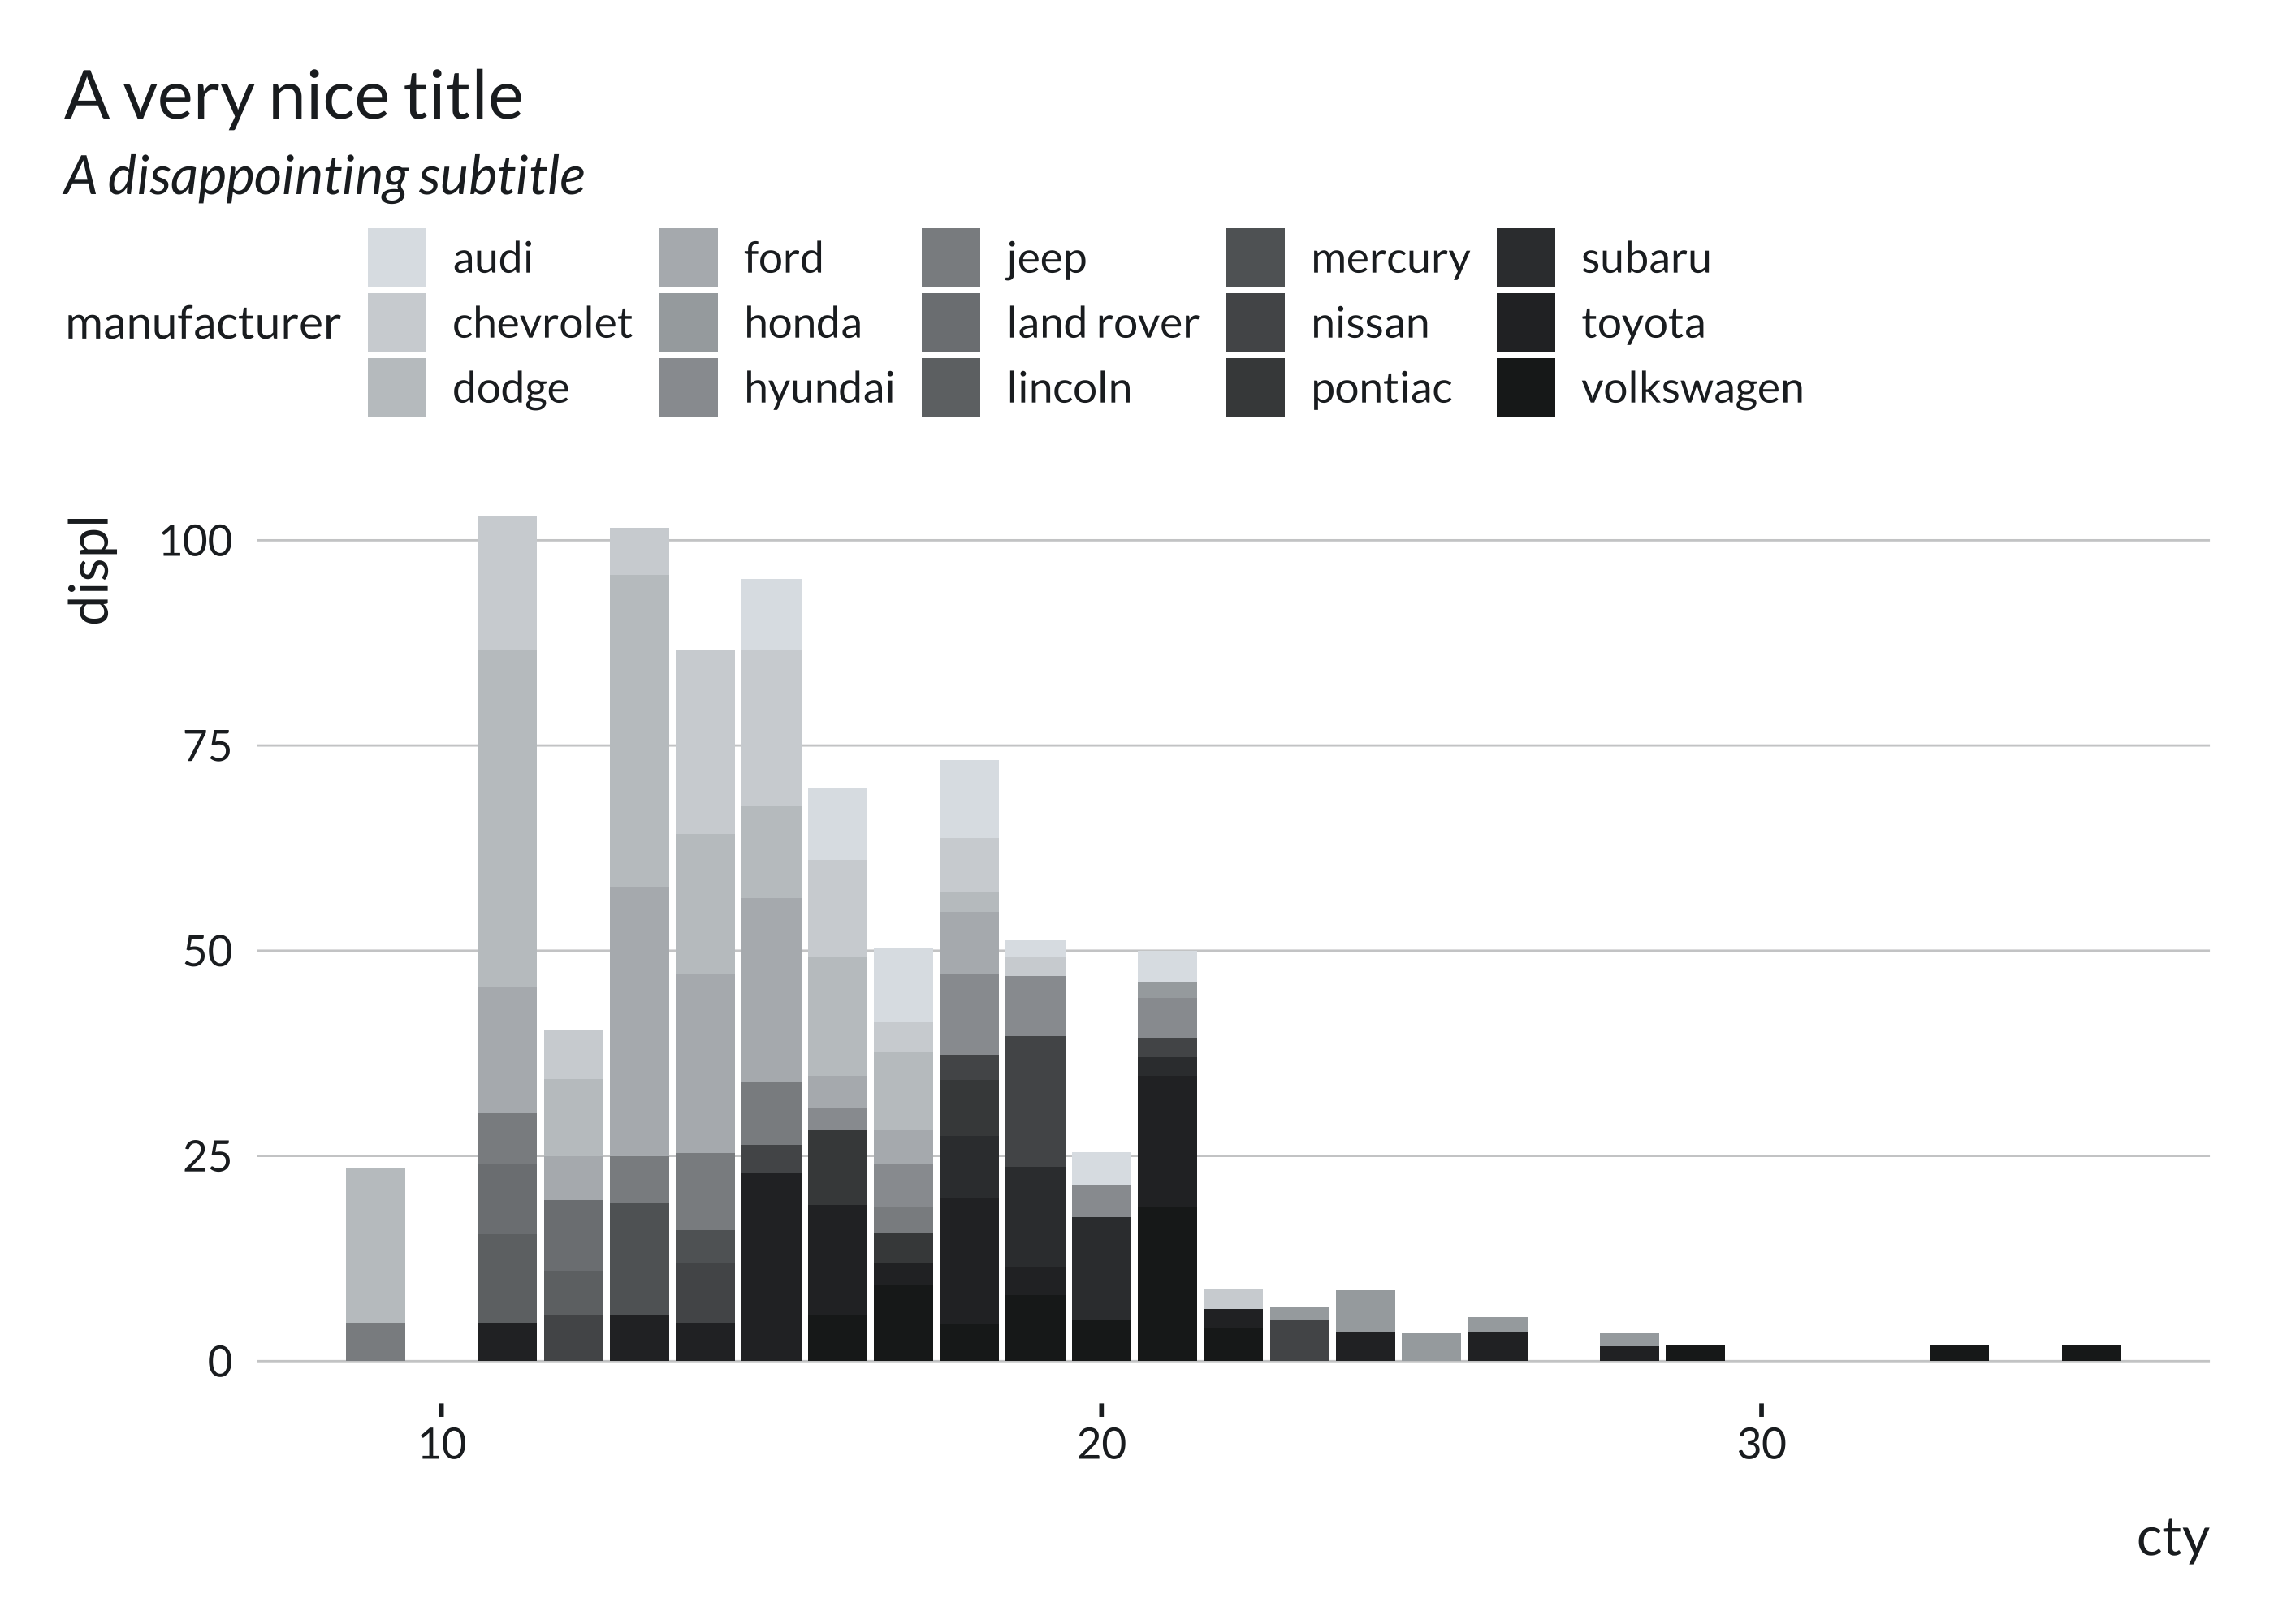 A very nice title
A disappointing subtitle
audi ford jeep mercury subaru
manufacturer chevrolet honda land rover nissan toyota
dodge hyundai lincoln pontiac volkswagen
displ
100
75
50
25
0
10 20 30
cty